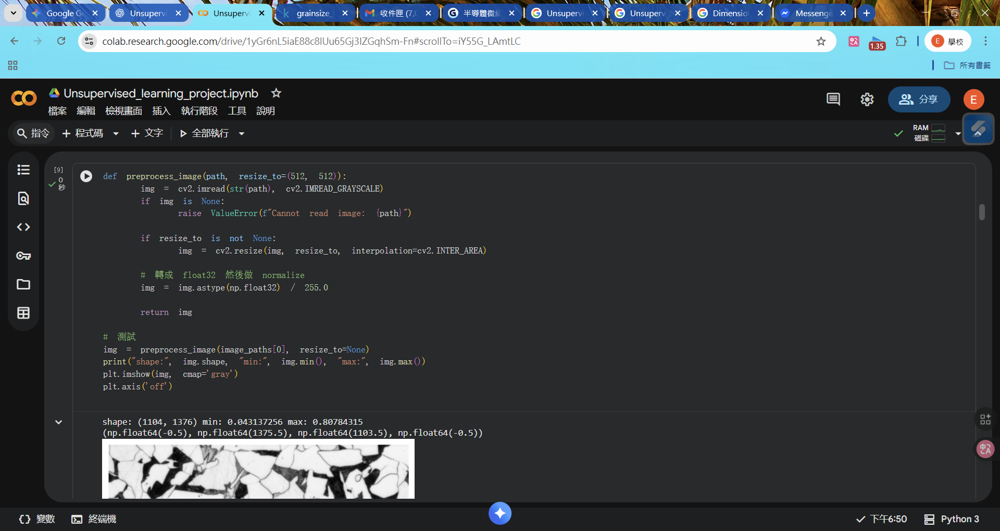 Google G
Unsupervi
Unsupervi
grainsize_
收件匣 (7,
半導體微
Unsupervi
Unsuperv
Dimensio
Messenge
colab.research.google.com/drive/1yGr6nL5iaE88c8lUu65Gj3IZGqhSm-Fn#scrollTo=iY55G_LAmtLC
1.35
E 學校
所有書籤
Unsupervised_learning_project.ipynb
檔案 編輯 檢視畫面 插入 執行階段 工具 說明
分享
E
指令 + 程式碼 + 文字 全部執行
RAM
磁碟
[9]
0
秒
def preprocess_image(path, resize_to=(512, 512)):
img = cv2.imread(str(path), cv2.IMREAD_GRAYSCALE)
if img is None:
raise ValueError(f"Cannot read image: {path}")
if resize_to is not None:
img = cv2.resize(img, resize_to, interpolation=cv2.INTER_AREA)
# 轉成 float32 然後做 normalize
img = img.astype(np.float32) / 255.0
return img
# 測試
img = preprocess_image(image_paths[0], resize_to=None)
print("shape:", img.shape, "min:", img.min(), "max:", img.max())
plt.imshow(img, cmap='gray')
plt.axis('off')
shape: (1104, 1376) min: 0.043137256 max: 0.80784315
(np.float64(-0.5), np.float64(1375.5), np.float64(1103.5), np.float64(-0.5))
變數
終端機
下午6:50
Python 3